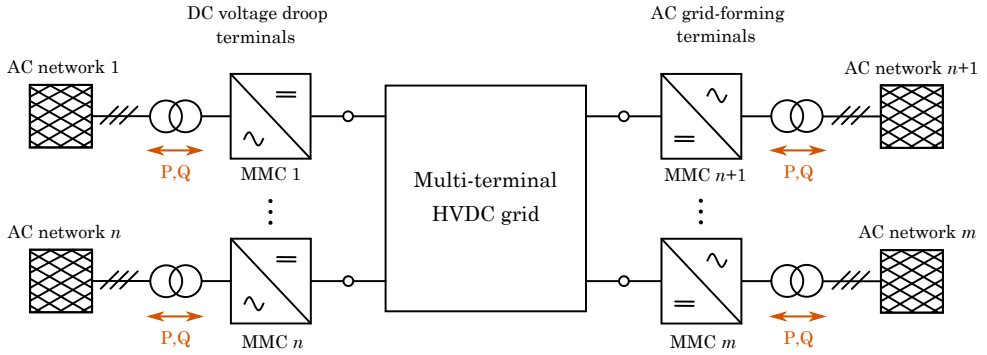 DC voltage droop
terminals
AC grid-forming
terminals
AC network 1
AC network n+1
P,Q
MMC 1
MMC n+1
P,Q
Multi-terminal
HVDC grid
AC network n
AC network m
P,Q
MMC n
MMC m
P,Q